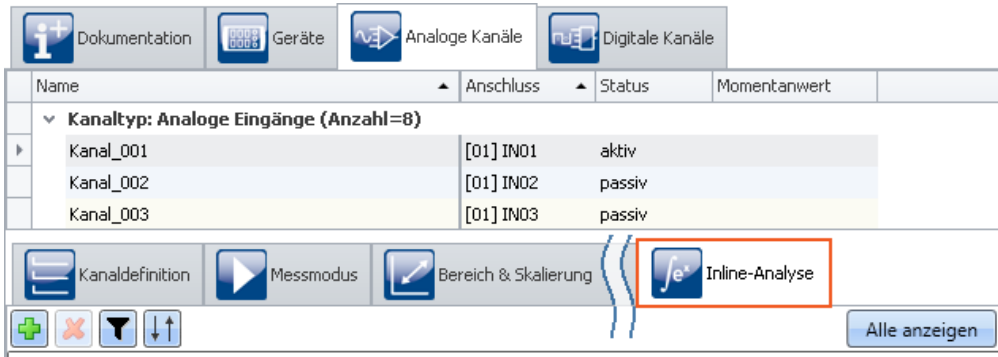 Dokumentation Geräte Analoge Kanäle Digitale Kanäle
Name Anschluss Status Momentanwert
Kanaltyp: Analoge Eingänge (Anzahl=8)
Kanal_001 [01] IN01 aktiv
Kanal_002 [01] IN02 passiv
Kanal_003 [01] IN03 passiv
Kanaldefinition Messmodus Bereich & Skalierung ∫eˣ Inline-Analyse
Alle anzeigen